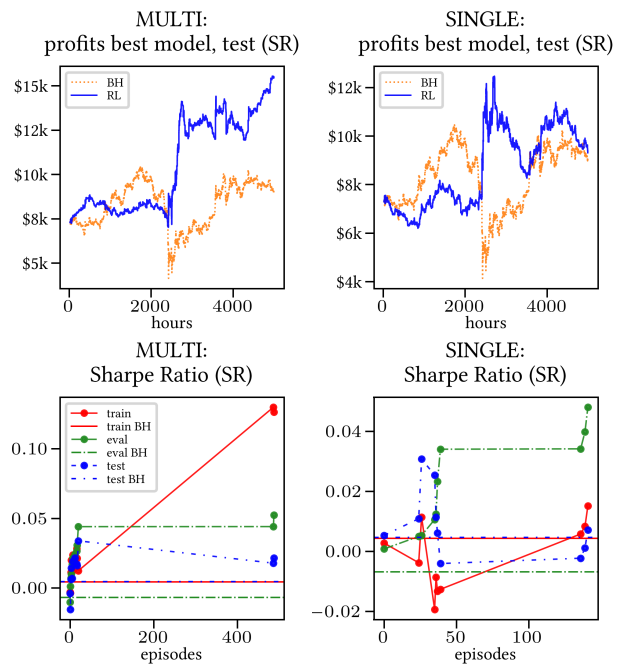 MULTI:
profits best model, test (SR)
$15k
$12k
$10k
$8k
$5k
BH
RL
0
2000
4000
hours
SINGLE:
profits best model, test (SR)
$12k
$10k
$8k
$6k
$4k
BH
RL
0
2000
4000
hours
MULTI:
Sharpe Ratio (SR)
0.10
0.05
0.00
train
train BH
eval
eval BH
test
test BH
0
200
400
episodes
SINGLE:
Sharpe Ratio (SR)
0.04
0.02
0.00
−0.02
0
50
100
episodes